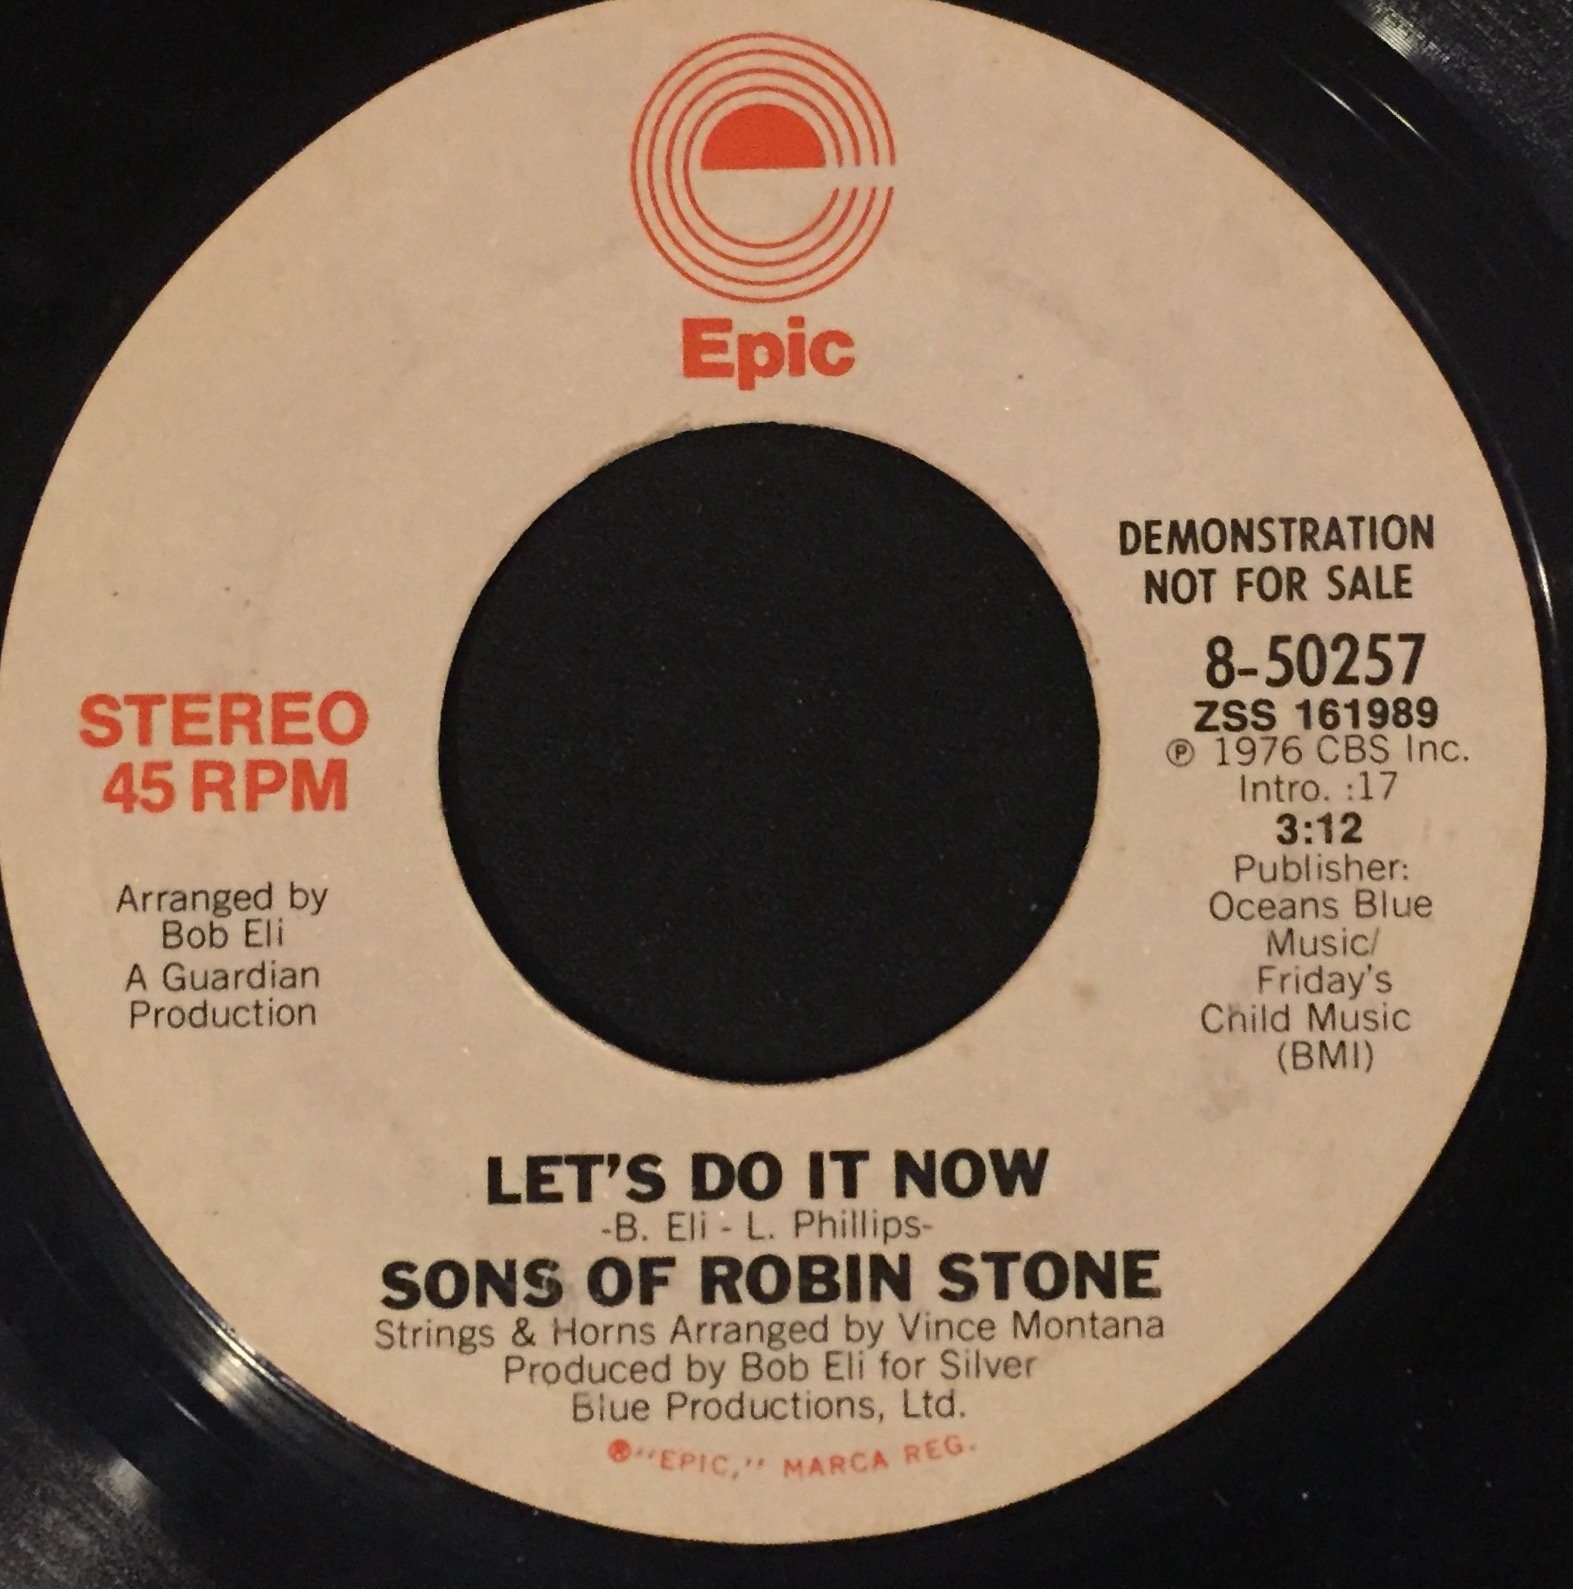 Epic
DEMONSTRATION
NOT FOR SALE
8-50257
ZSS 161989
℗ 1976 CBS Inc.
Intro. :17
3:12
Publisher:
Oceans Blue
Music/
Friday's
Child Music
(BMI)
STEREO
45 RPM
Arranged by
Bob Eli
A Guardian
Production
LET'S DO IT NOW
-B. Eli - L. Phillips-
SONS OF ROBIN STONE
Strings & Horns Arranged by Vince Montana
Produced by Bob Eli for Silver
Blue Productions, Ltd.
®"EPIC," MARCA REG.